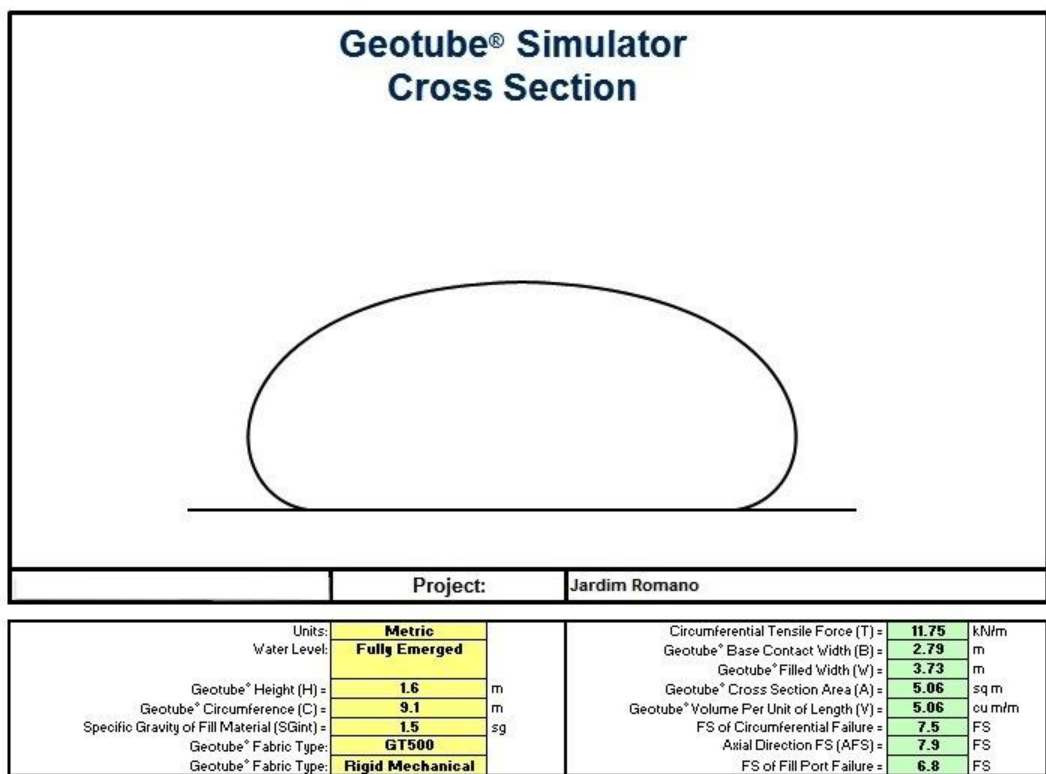 Geotube® Simulator
Cross Section
Project: Jardim Romano
Units: Metric
Water Level: Fully Emerged
Geotube® Height (H) = 1.6 m
Geotube® Circumference (C) = 9.1 m
Specific Gravity of Fill Material (SGint) = 1.5 sg
Geotube® Fabric Type: GT500
Geotube® Fabric Type: Rigid Mechanical
Circumferential Tensile Force (T) = 11.75 kN/m
Geotube® Base Contact Width (B) = 2.79 m
Geotube® Filled Width (W) = 3.73 m
Geotube® Cross Section Area (A) = 5.06 sq m
Geotube® Volume Per Unit of Length (V) = 5.06 cu m/m
FS of Circumferential Failure = 7.5 FS
Axial Direction FS (AFS) = 7.9 FS
FS of Fill Port Failure = 6.8 FS